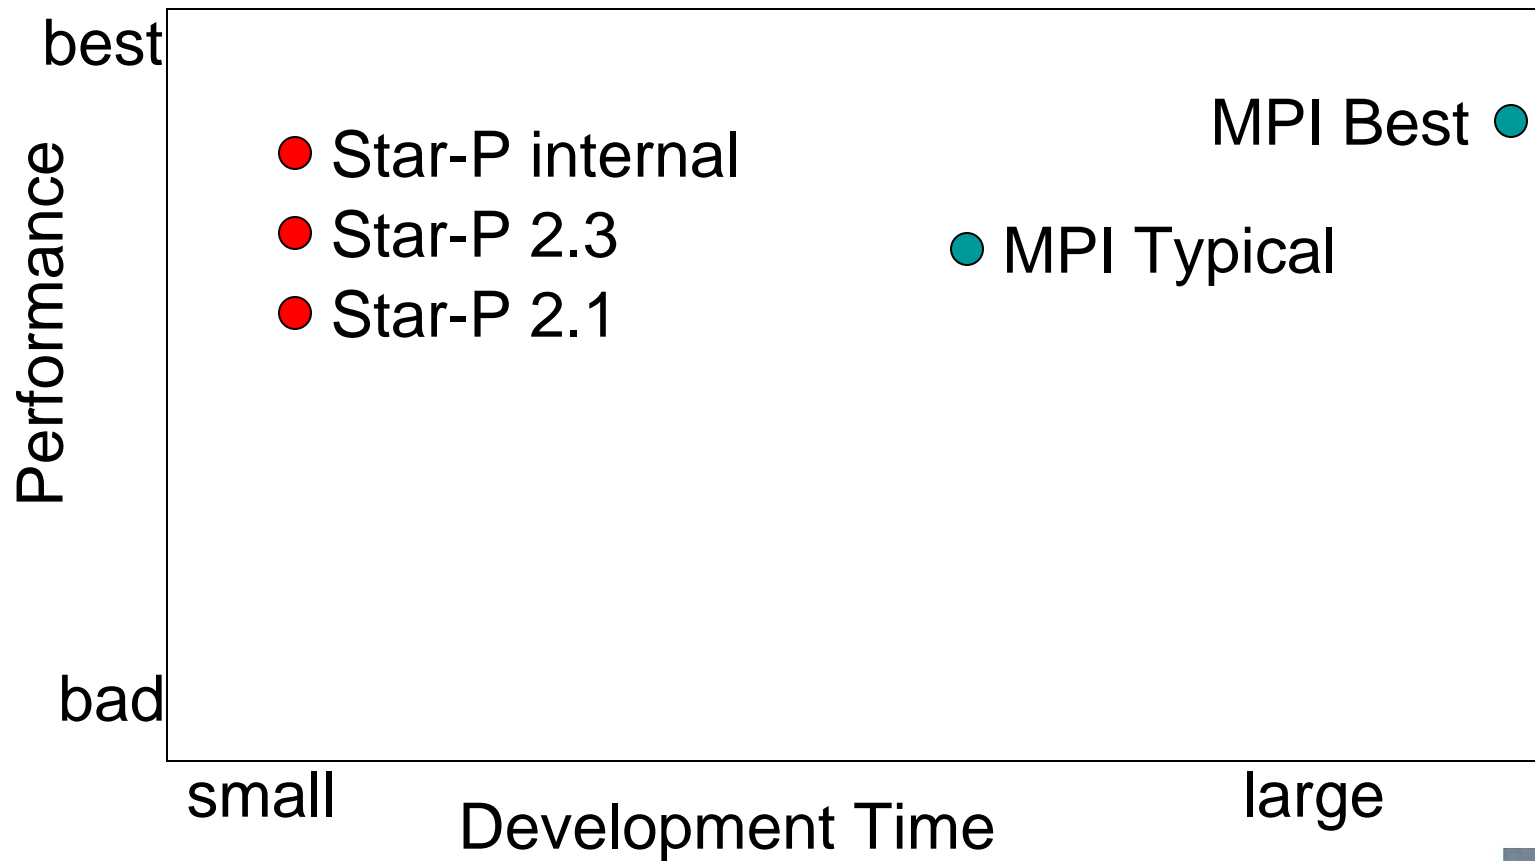 best
MPI Best
Star-P internal
Star-P 2.3
MPI Typical
Star-P 2.1
Performance
bad
small
large
Development Time